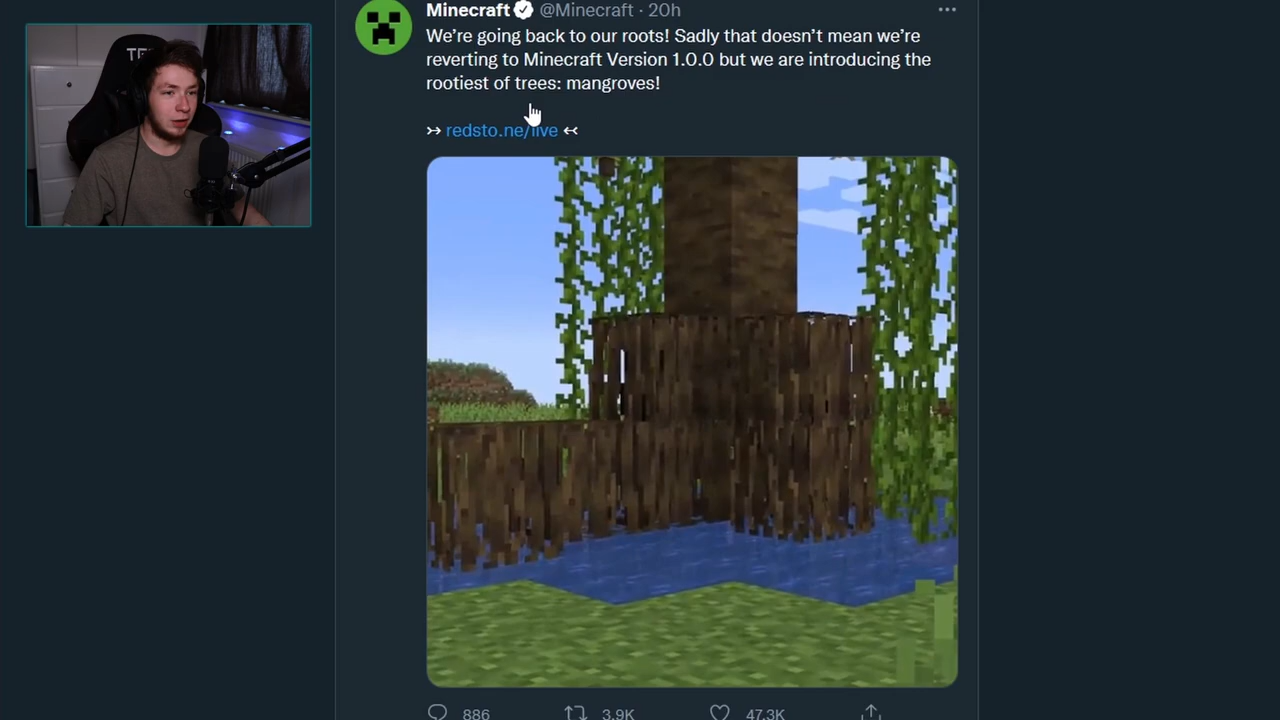 Minecraft @Minecraft · 20h
We're going back to our roots! Sadly that doesn't mean we're
reverting to Minecraft Version 1.0.0 but we are introducing the
rootiest of trees: mangroves!
↣ redsto.ne/live ↢
886 3.9K 47.3K